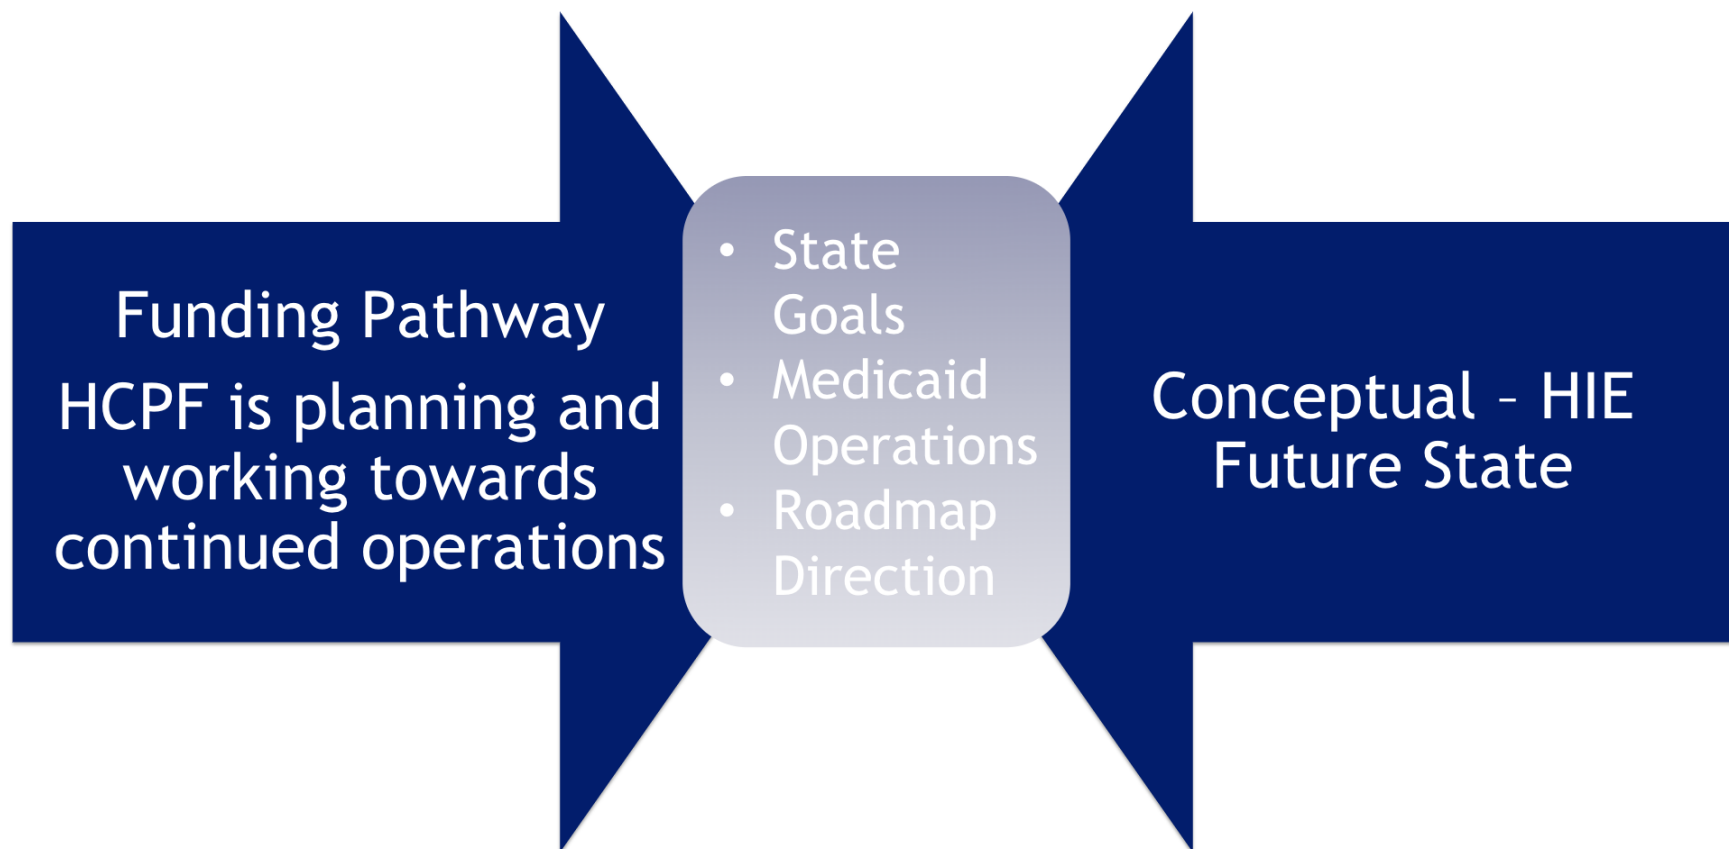 Funding Pathway
HCPF is planning and
working towards
continued operations
• State
Goals
• Medicaid
Operations
• Roadmap
Direction
Conceptual – HIE
Future State